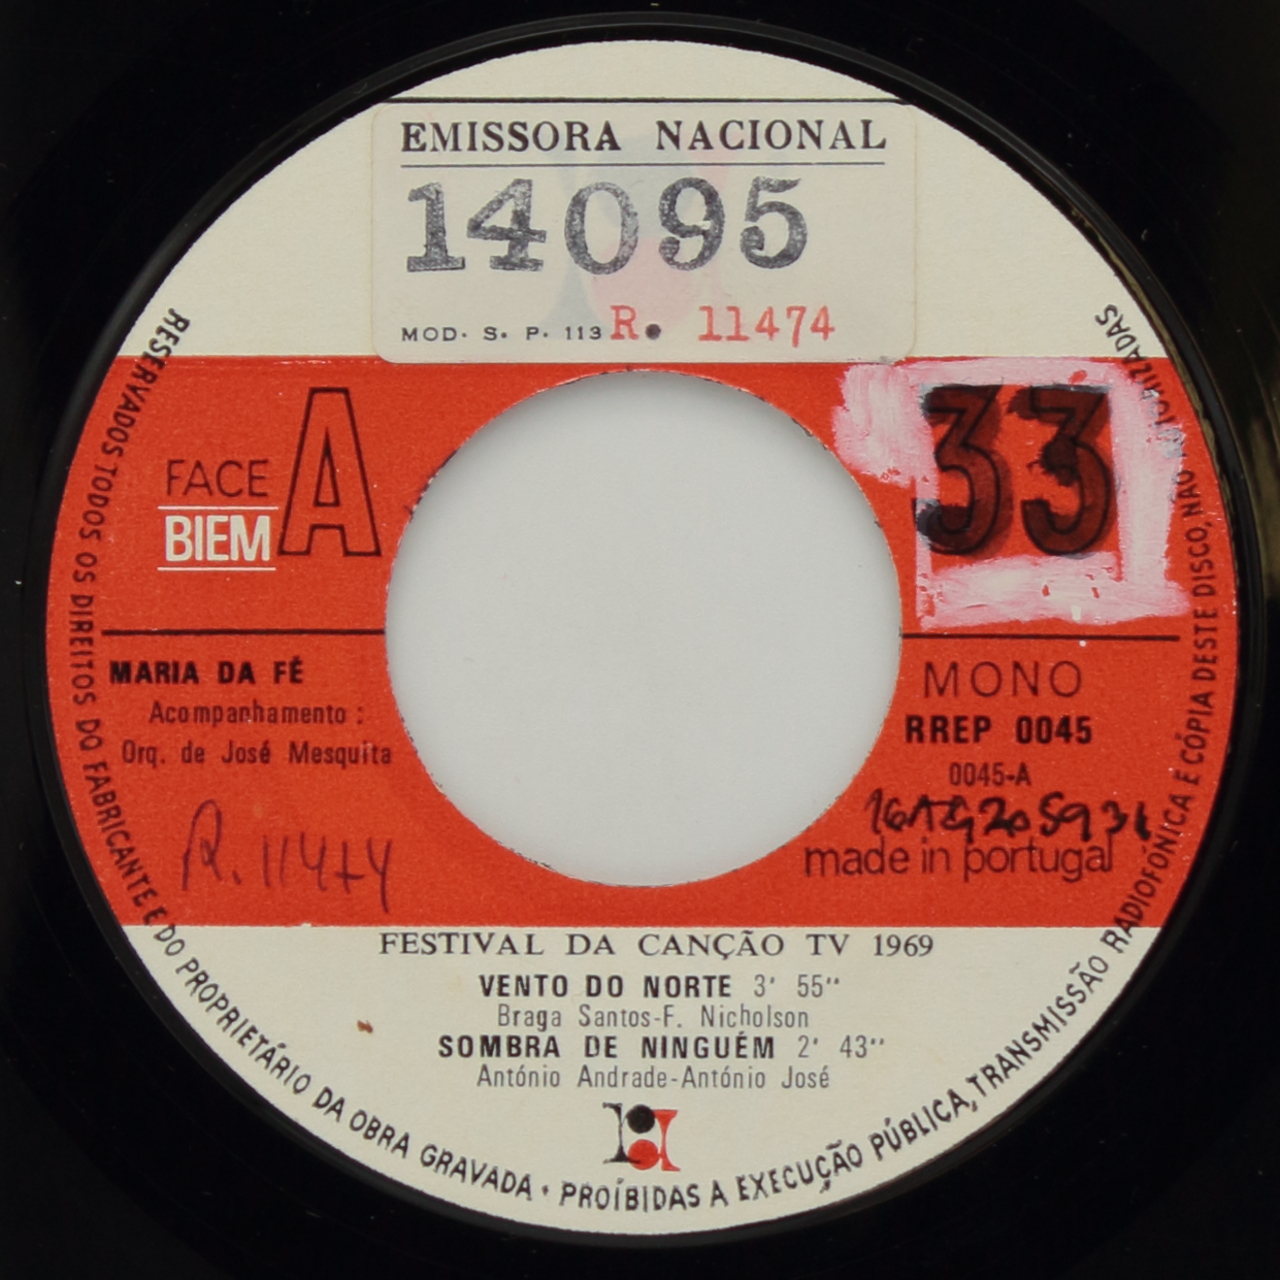 EMISSORA NACIONAL
14095
MOD. S. P. 113 R. 11474
FACE A
BIEM
33
MARIA DA FÉ
Acompanhamento :
Orq. de José Mesquita
R. 11474
MONO
RREP 0045
0045-A
made in portugal
FESTIVAL DA CANÇÃO TV 1969
VENTO DO NORTE 3' 55''
Braga Santos-F. Nicholson
SOMBRA DE NINGUÉM 2' 43''
António Andrade-António José
RESERVADOS TODOS OS DIREITOS DO FABRICANTE E DO PROPRIETÁRIO DA OBRA GRAVADA • PROÍBIDAS A EXECUÇÃO PÚBLICA, TRANSMISSÃO RADIOFÓNICA E CÓPIA DESTE DISCO, NÃO AUTORIZADAS